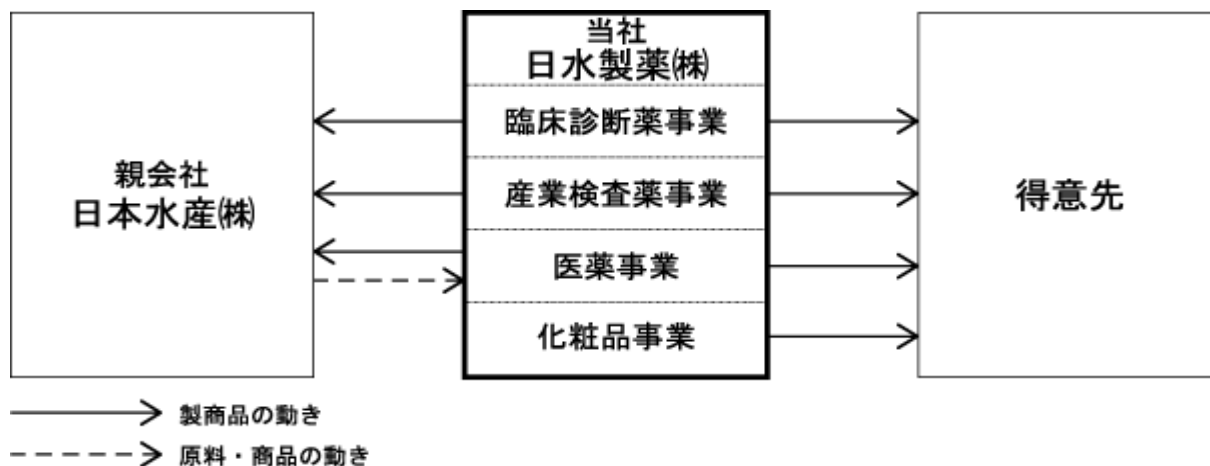 当社
日水製薬㈱
臨床診断薬事業
産業検査薬事業
医薬事業
化粧品事業
親会社
日本水産㈱
得意先
製商品の動き
原料・商品の動き